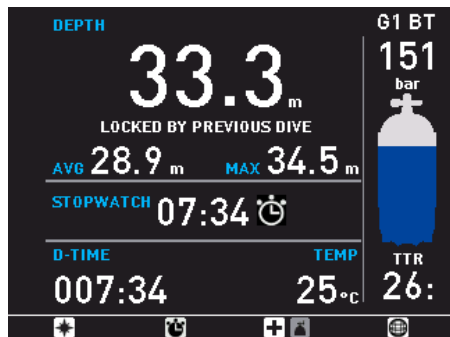 DEPTH
G1 BT
33.3 m
151
bar
LOCKED BY PREVIOUS DIVE
AVG 28.9 m MAX 34.5 m
STOPWATCH 07:34
D-TIME TEMP
TTR
007:34 25°C
26: